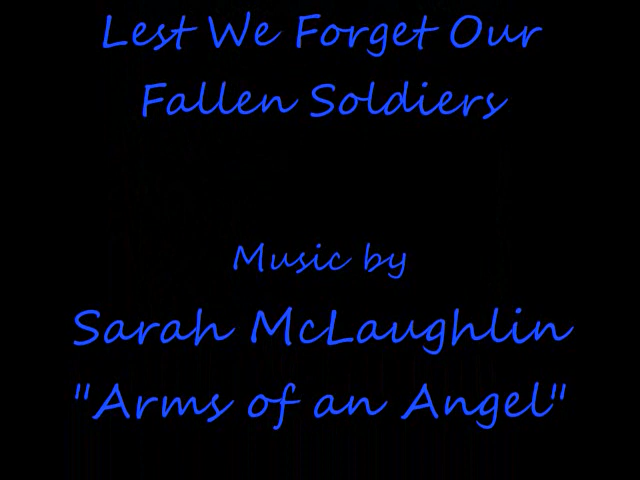 Lest We Forget Our
Fallen Soldiers
Music by
Sarah McLaughlin
"Arms of an Angel"